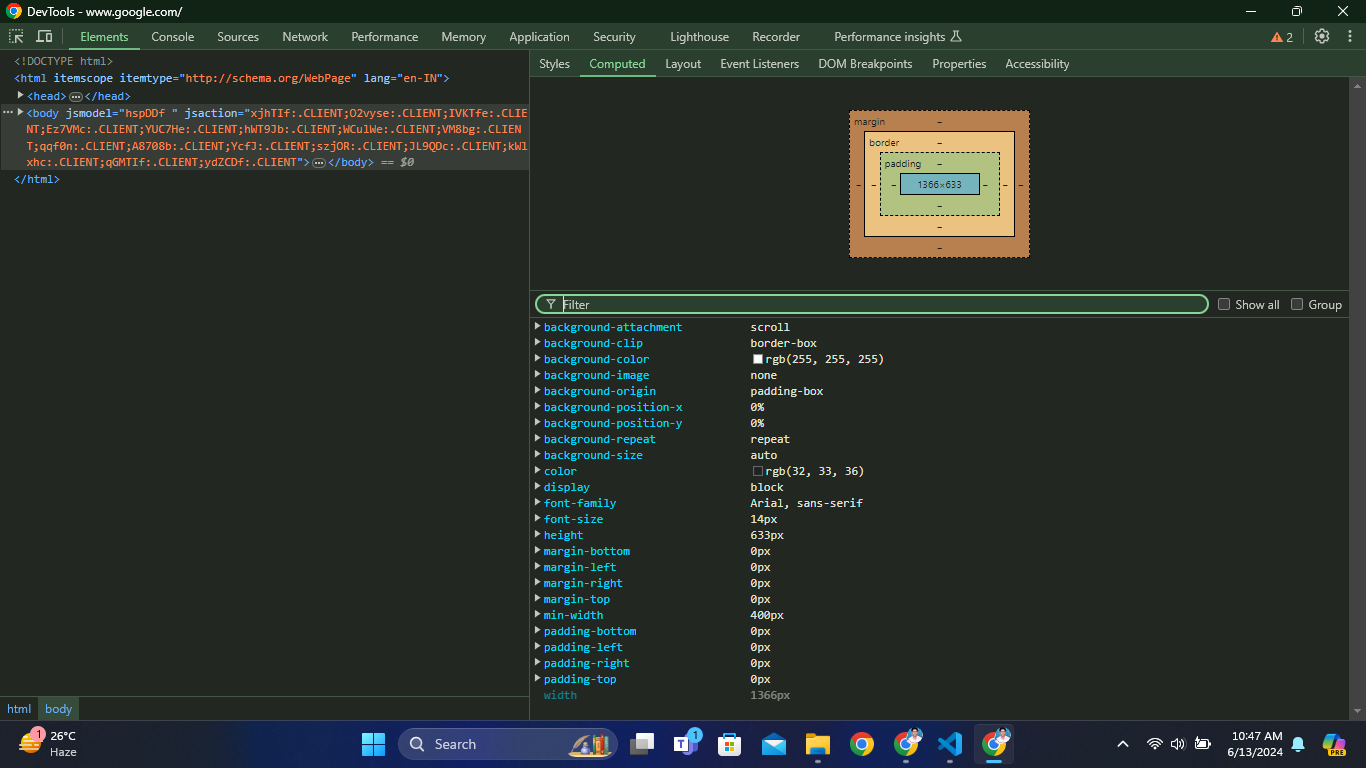 DevTools - www.google.com/
Elements Console Sources Network Performance Memory Application Security Lighthouse Recorder Performance insights 2
<!DOCTYPE html>
<html itemscope itemtype="http://schema.org/WebPage" lang="en-IN">
<head>…</head>
<body jsmodel="hspDDf " jsaction="xjhTIf:.CLIENT;O2vyse:.CLIENT;IVKTfe:.CLIE
NT;Ez7VMc:.CLIENT;YUC7He:.CLIENT;hWT9Jb:.CLIENT;WCulWe:.CLIENT;VM8bg:.CLIEN
T;qqf0n:.CLIENT;A8708b:.CLIENT;YcfJ:.CLIENT;szjOR:.CLIENT;JL9QDc:.CLIENT;kWl
xhc:.CLIENT;qGMTIf:.CLIENT;ydZCDf:.CLIENT">…</body> == $0
</html>
html body
Styles Computed Layout Event Listeners DOM Breakpoints Properties Accessibility
margin –
border –
padding –
– – – 1366×633 – – –
–
–
–
Filter Show all Group
background-attachment scroll
background-clip border-box
background-color rgb(255, 255, 255)
background-image none
background-origin padding-box
background-position-x 0%
background-position-y 0%
background-repeat repeat
background-size auto
color rgb(32, 33, 36)
display block
font-family Arial, sans-serif
font-size 14px
height 633px
margin-bottom 0px
margin-left 0px
margin-right 0px
margin-top 0px
min-width 400px
padding-bottom 0px
padding-left 0px
padding-right 0px
padding-top 0px
width 1366px
1
26°C
Haze
Search
T 1
10:47 AM
6/13/2024
PRE